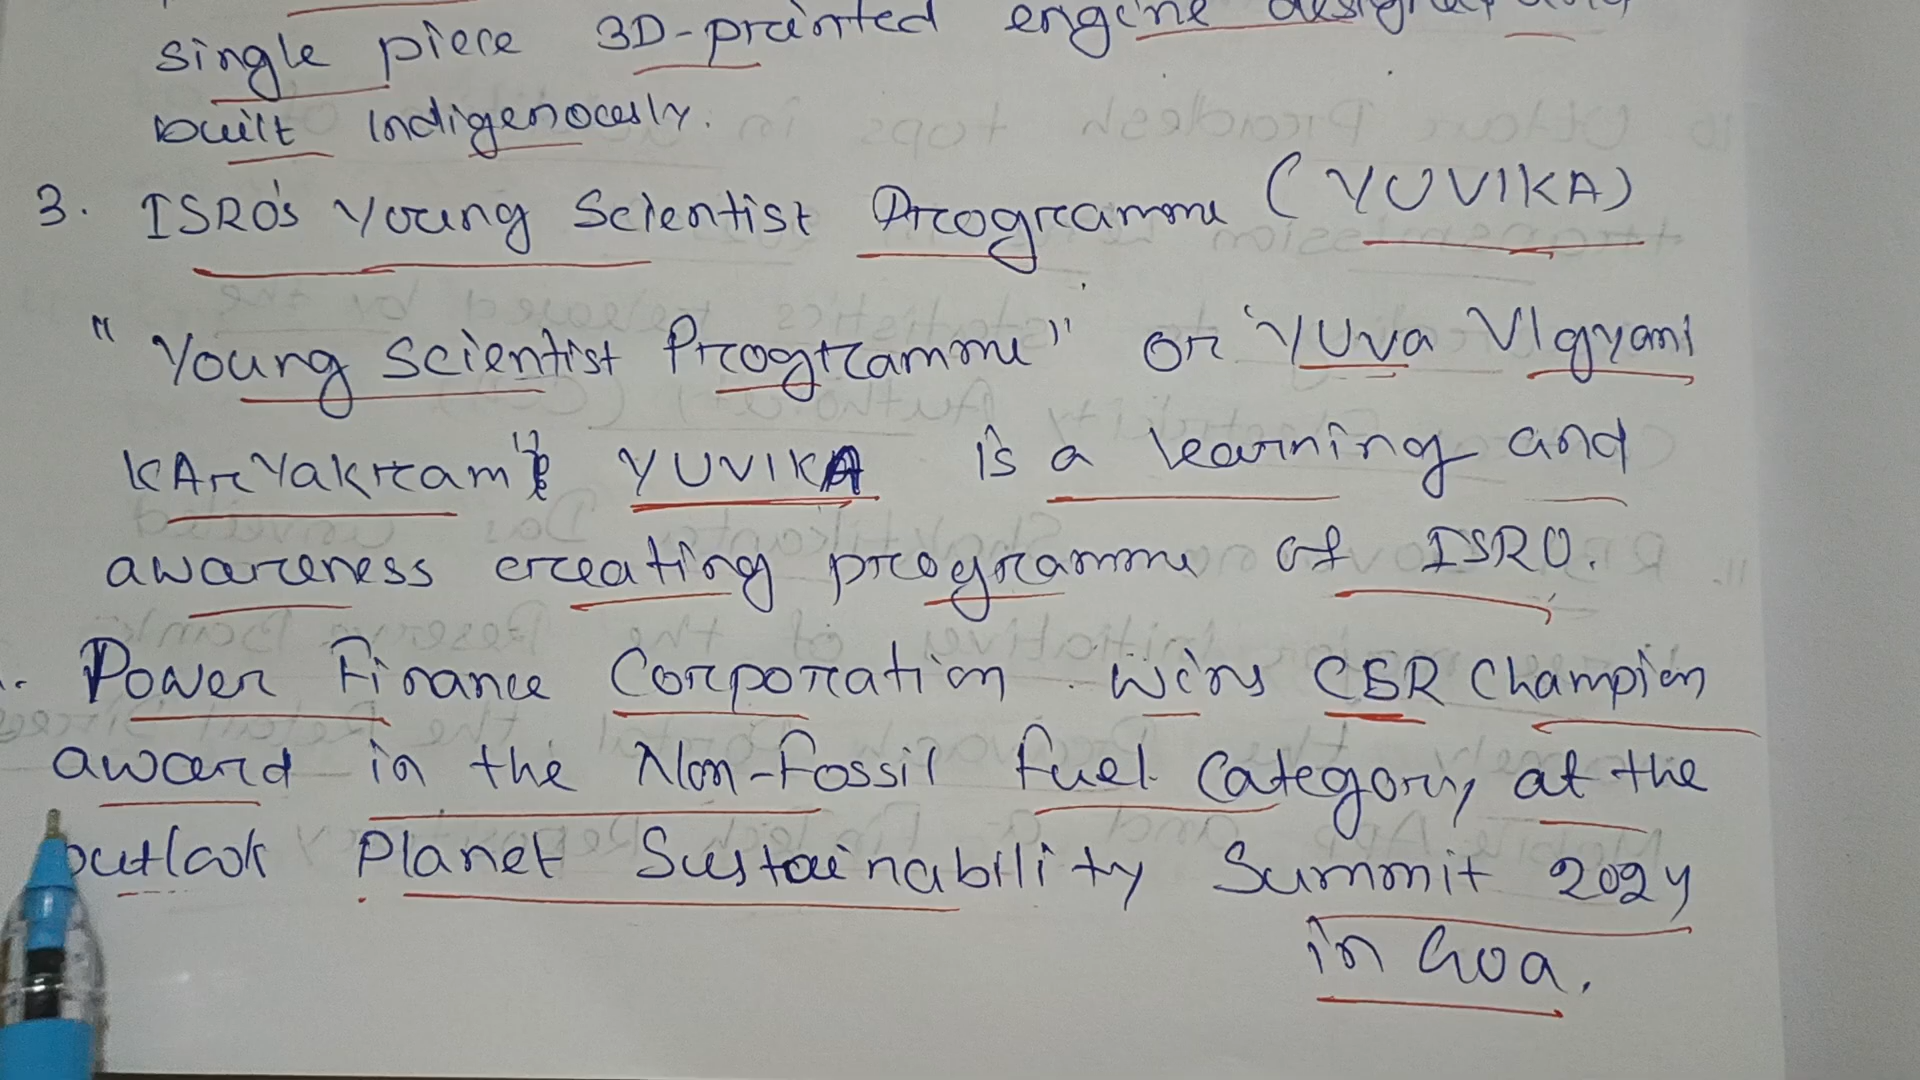 single piece 3D-printed engine designed and
built Indigenously.
3. ISRO's Young Scientist Programme (YUVIKA)
"Young Scientist Programme" or "YUva VIgyani
KAryakram" YUVIKA is a learning and
awareness creating programme of ISRO.
Power Finance Corporation wins CSR Champion
award in the Non-Fossil Fuel Category, at the
outlook Planet Sustainability Summit 2024
in Goa.